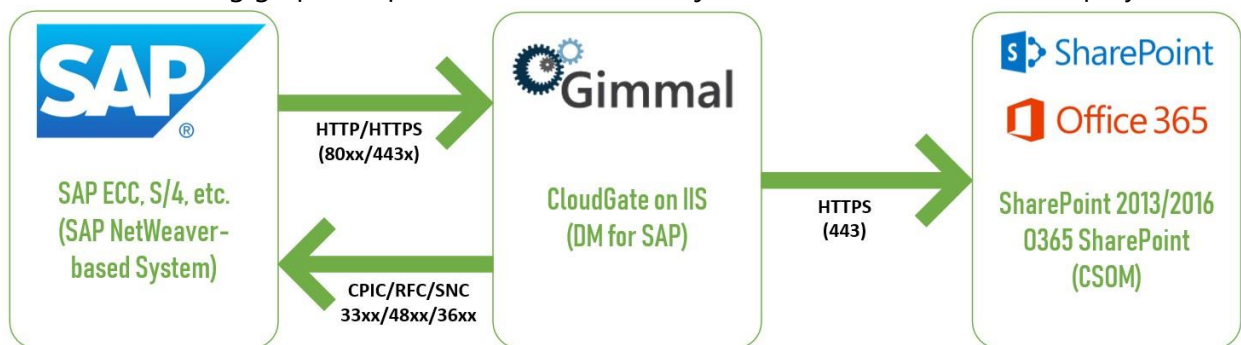 SAP
®
SAP ECC, S/4, etc.
(SAP NetWeaver-
based System)
HTTP/HTTPS
(80xx/443x)
CPIC/RFC/SNC
33xx/48xx/36xx
Gimmal
CloudGate on IIS
(DM for SAP)
HTTPS
(443)
S SharePoint
Office 365
SharePoint 2013/2016
O365 SharePoint
(CSOM)